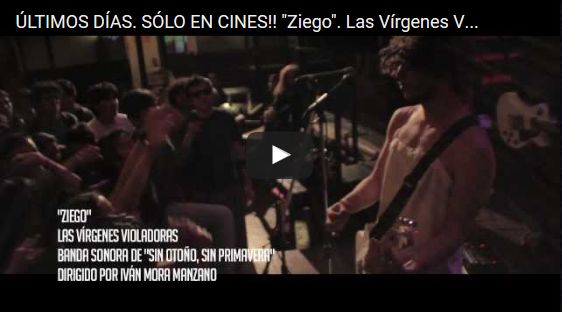 ÚLTIMOS DÍAS. SÓLO EN CINES!! "Ziego". Las Vírgenes V...
"ZIEGO"
LAS VÍRGENES VIOLADORAS
BANDA SONORA DE "SIN OTOÑO, SIN PRIMAVERA"
DIRIGIDO POR IVÁN MORA MANZANO